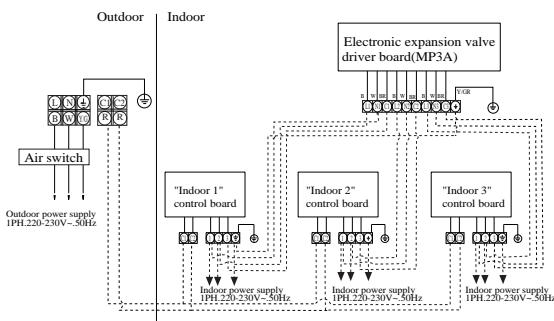 Outdoor
Indoor
Electronic expansion valve
driver board(MP3A)
B W BR B W BR B W BR
Y/GR
L N
C1 C2
B W Y/G
R R
Air switch
Outdoor power supply
1PH.220-230V~.50Hz
"Indoor 1"
control board
"Indoor 2"
control board
"Indoor 3"
control board
Indoor power supply
1PH.220-230V~.50Hz
Indoor power supply
1PH.220-230V~.50Hz
Indoor power supply
1PH.220-230V~.50Hz